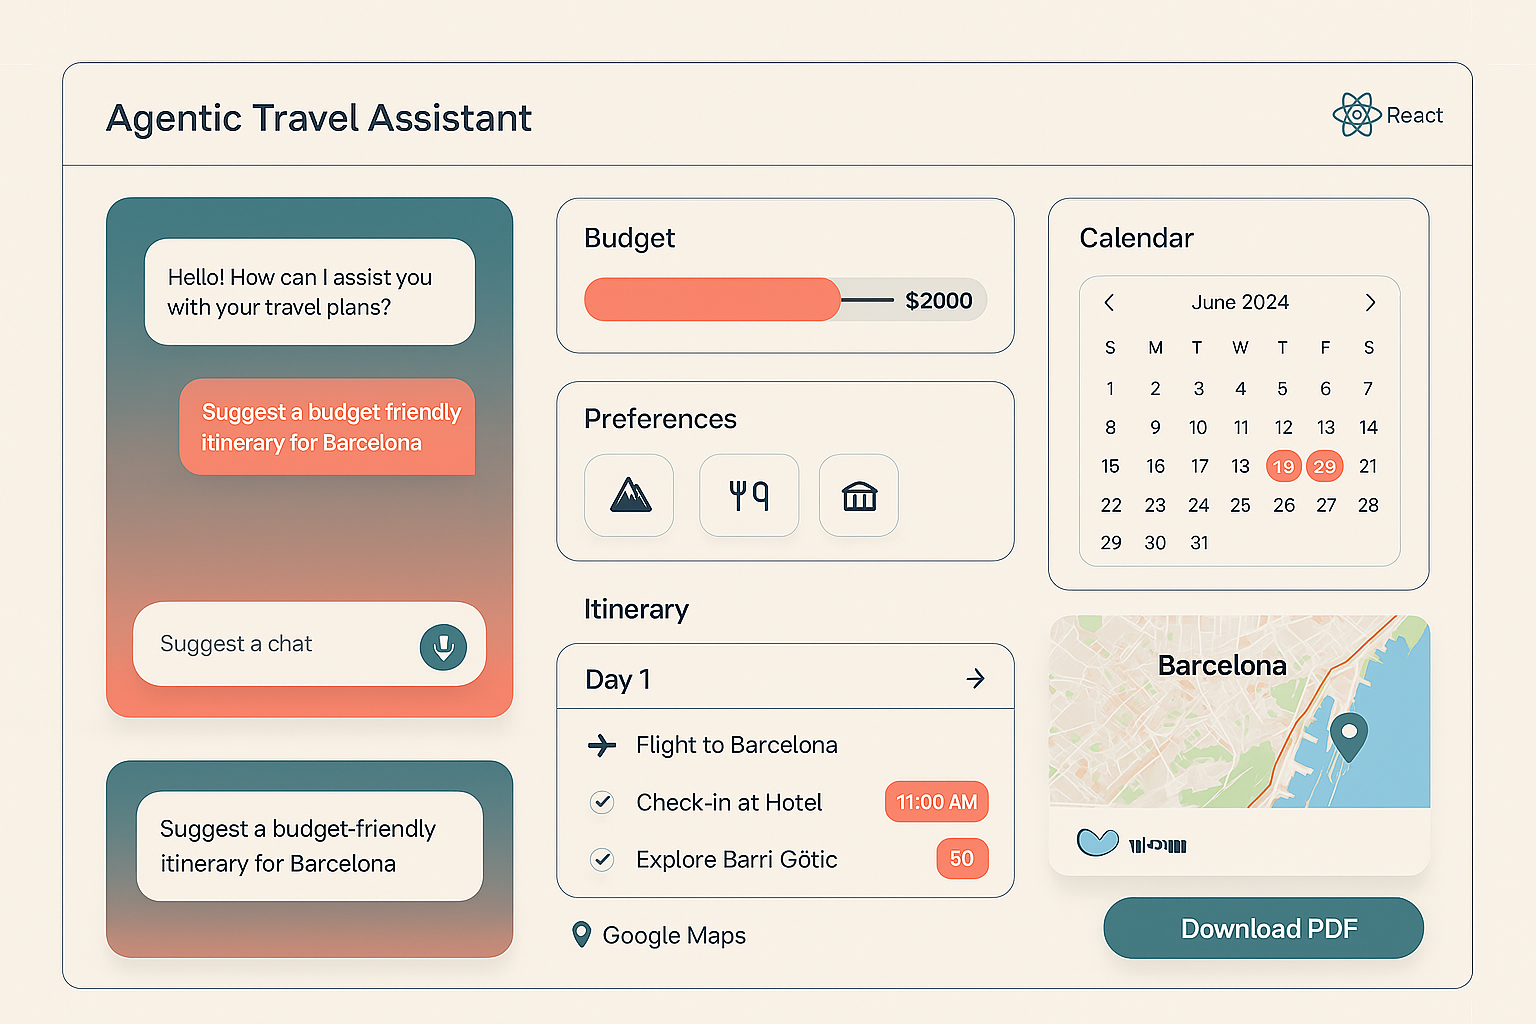 Agentic Travel Assistant
React
Hello! How can I assist you
with your travel plans?
Suggest a budget friendly
itinerary for Barcelona
Suggest a chat
Suggest a budget-friendly
itinerary for Barcelona
Budget
$2000
Preferences
Itinerary
Day 1
Flight to Barcelona
Check-in at Hotel 11:00 AM
Explore Barri Götic 50
Google Maps
Calendar
June 2024
S M T W T F S
1 2 3 4 5 6 7
8 9 10 11 12 13 14
15 16 17 13 19 29 21
22 23 24 25 26 27 28
29 30 31
Barcelona
Download PDF